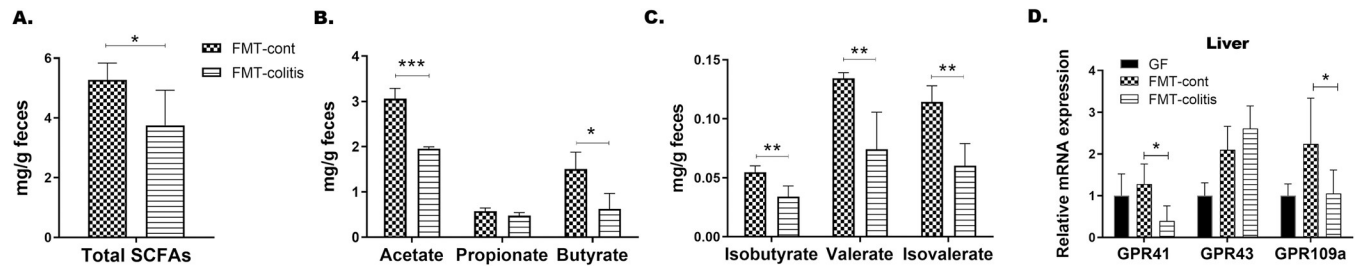 A.
*
FMT-cont
FMT-colitis
6
4
2
0
mg/g feces
Total SCFAs
B.
***
*
4
3
2
1
0
mg/g feces
Acetate Propionate Butyrate
C.
**
**
**
0.15
0.10
0.05
0.00
mg/g feces
Isobutyrate Valerate Isovalerate
D.
Liver
GF
FMT-cont
FMT-colitis
*
*
4
3
2
1
0
Relative mRNA expression
GPR41 GPR43 GPR109a